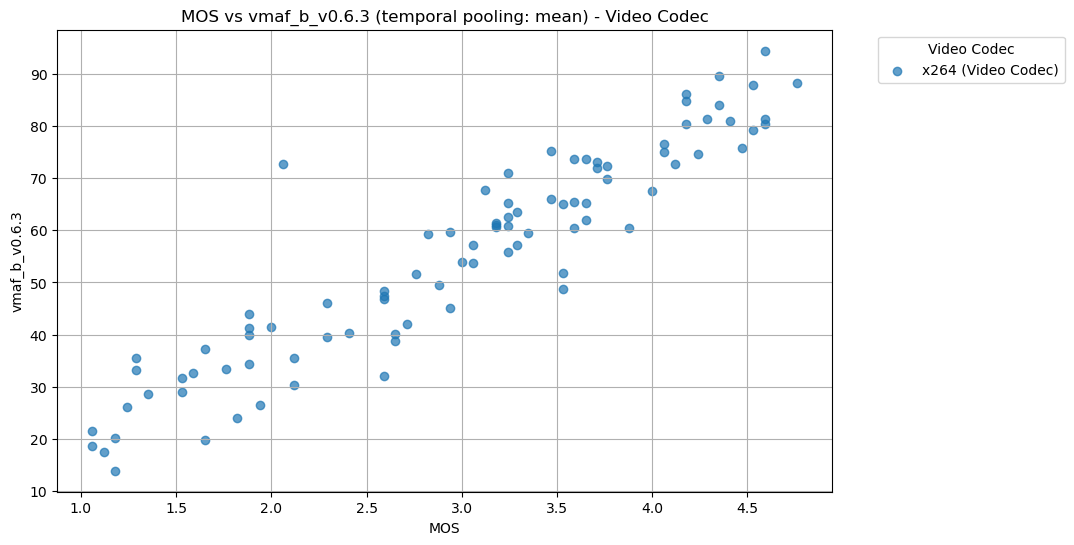 MOS vs vmaf_b_v0.6.3 (temporal pooling: mean) - Video Codec
Video Codec
x264 (Video Codec)
vmaf_b_v0.6.3
90
80
70
60
50
40
30
20
10
1.0 1.5 2.0 2.5 3.0 3.5 4.0 4.5
MOS